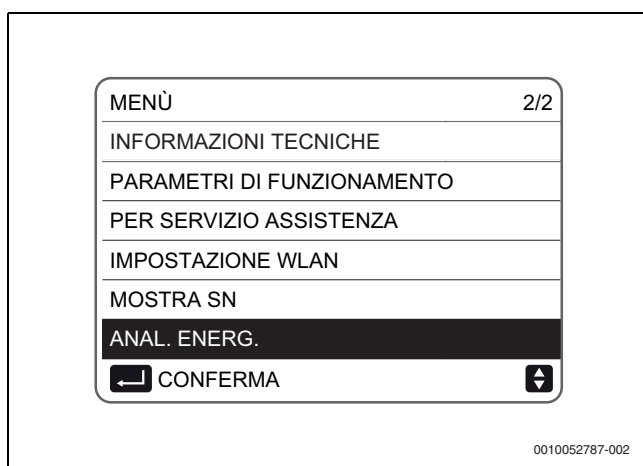 MENÙ 2/2
INFORMAZIONI TECNICHE
PARAMETRI DI FUNZIONAMENTO
PER SERVIZIO ASSISTENZA
IMPOSTAZIONE WLAN
MOSTRA SN
ANAL. ENERG.
CONFERMA
0010052787-002